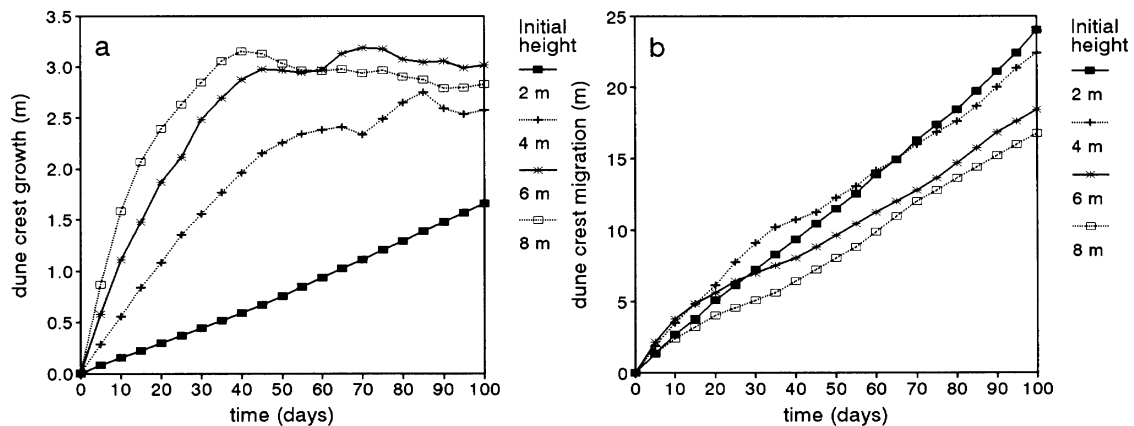 a
3.5
3.0
2.5
2.0
1.5
1.0
0.5
0.0
dune crest growth (m)
0 10 20 30 40 50 60 70 80 90 100
time (days)
Initial
height
2 m
4 m
6 m
8 m
b
25
20
15
10
5
0
dune crest migration (m)
0 10 20 30 40 50 60 70 80 90 100
time (days)
Initial
height
2 m
4 m
6 m
8 m